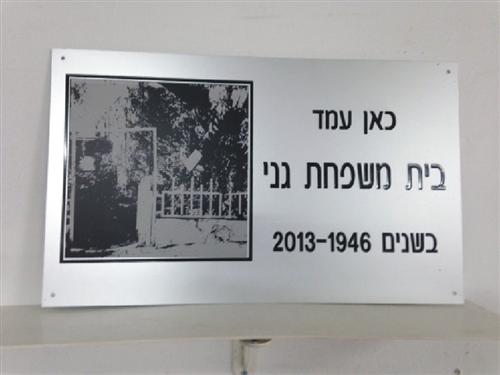 כאן עמד
בית משפחת גני
בשנים 2013-1946